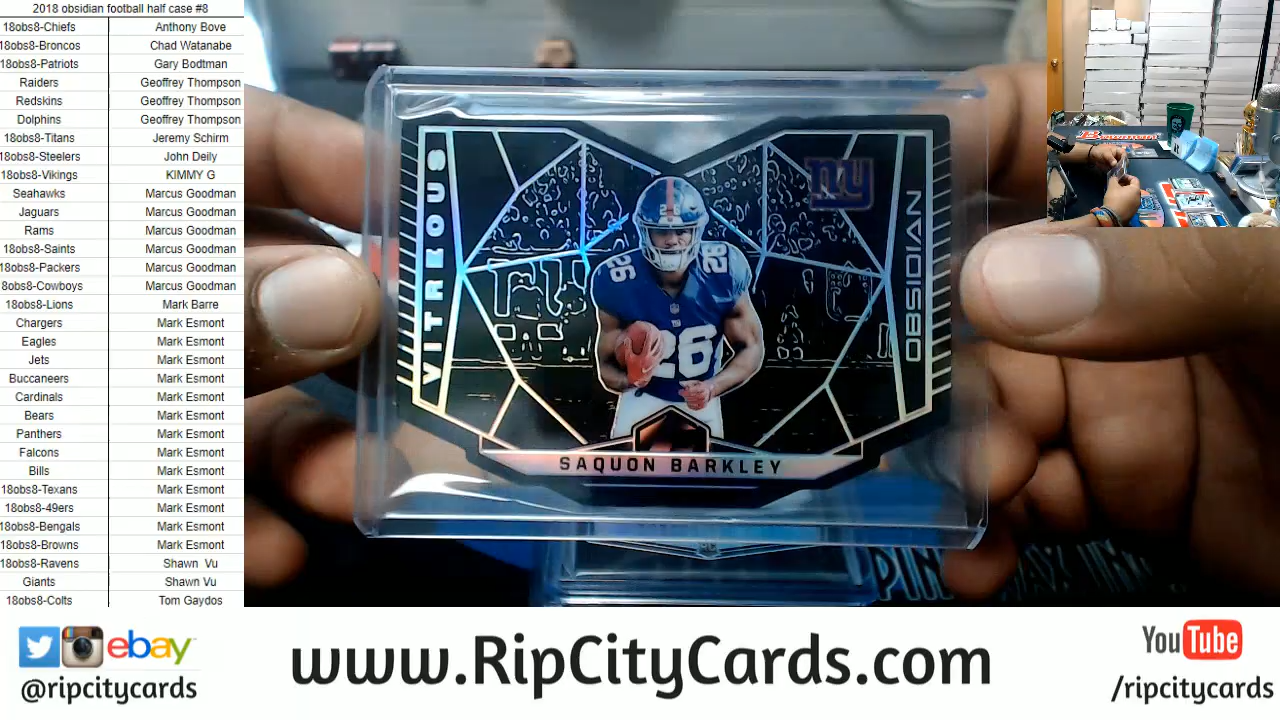 2018 obsidian football half case #8
18obs8-Chiefs Anthony Bove
18obs8-Broncos Chad Watanabe
18obs8-Patriots Gary Bodtman
Raiders Geoffrey Thompson
Redskins Geoffrey Thompson
Dolphins Geoffrey Thompson
18obs8-Titans Jeremy Schirm
18obs8-Steelers John Deily
18obs8-Vikings KIMMY G
Seahawks Marcus Goodman
Jaguars Marcus Goodman
Rams Marcus Goodman
18obs8-Saints Marcus Goodman
18obs8-Packers Marcus Goodman
8obs8-Cowboys Marcus Goodman
18obs8-Lions Mark Barre
Chargers Mark Esmont
Eagles Mark Esmont
Jets Mark Esmont
Buccaneers Mark Esmont
Cardinals Mark Esmont
Bears Mark Esmont
Panthers Mark Esmont
Falcons Mark Esmont
Bills Mark Esmont
18obs8-Texans Mark Esmont
18obs8-49ers Mark Esmont
18obs8-Bengals Mark Esmont
18obs8-Browns Mark Esmont
18obs8-Ravens Shawn Vu
Giants Shawn Vu
18obs8-Colts Tom Gaydos
VITREOUS
ny
OBSIDIAN
26
26
26
SAQUON BARKLEY
ebay
@ripcitycards
www.RipCityCards.com
YouTube
/ripcitycards